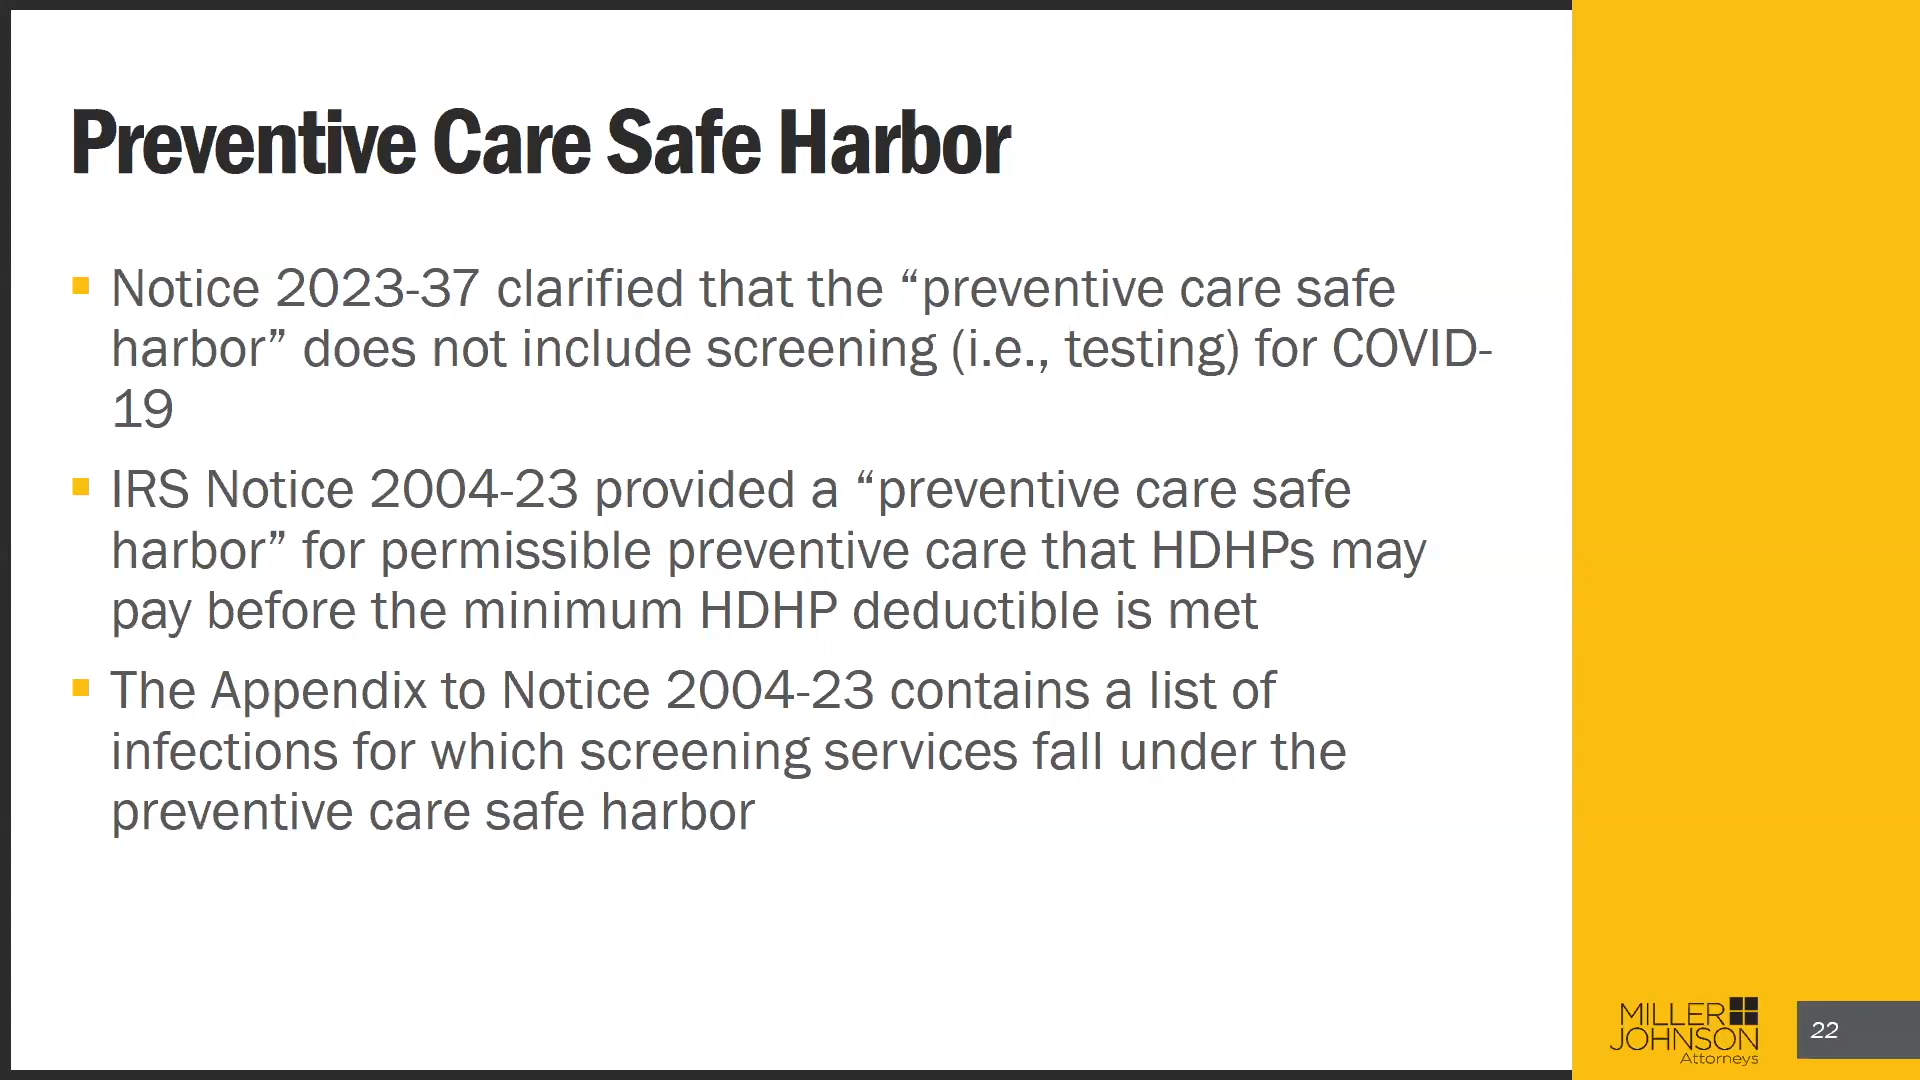 Preventive Care Safe Harbor
Notice 2023-37 clarified that the “preventive care safe
harbor” does not include screening (i.e., testing) for COVID-
19
IRS Notice 2004-23 provided a “preventive care safe
harbor” for permissible preventive care that HDHPs may
pay before the minimum HDHP deductible is met
The Appendix to Notice 2004-23 contains a list of
infections for which screening services fall under the
preventive care safe harbor
MILLER
JOHNSON
Attorneys
22